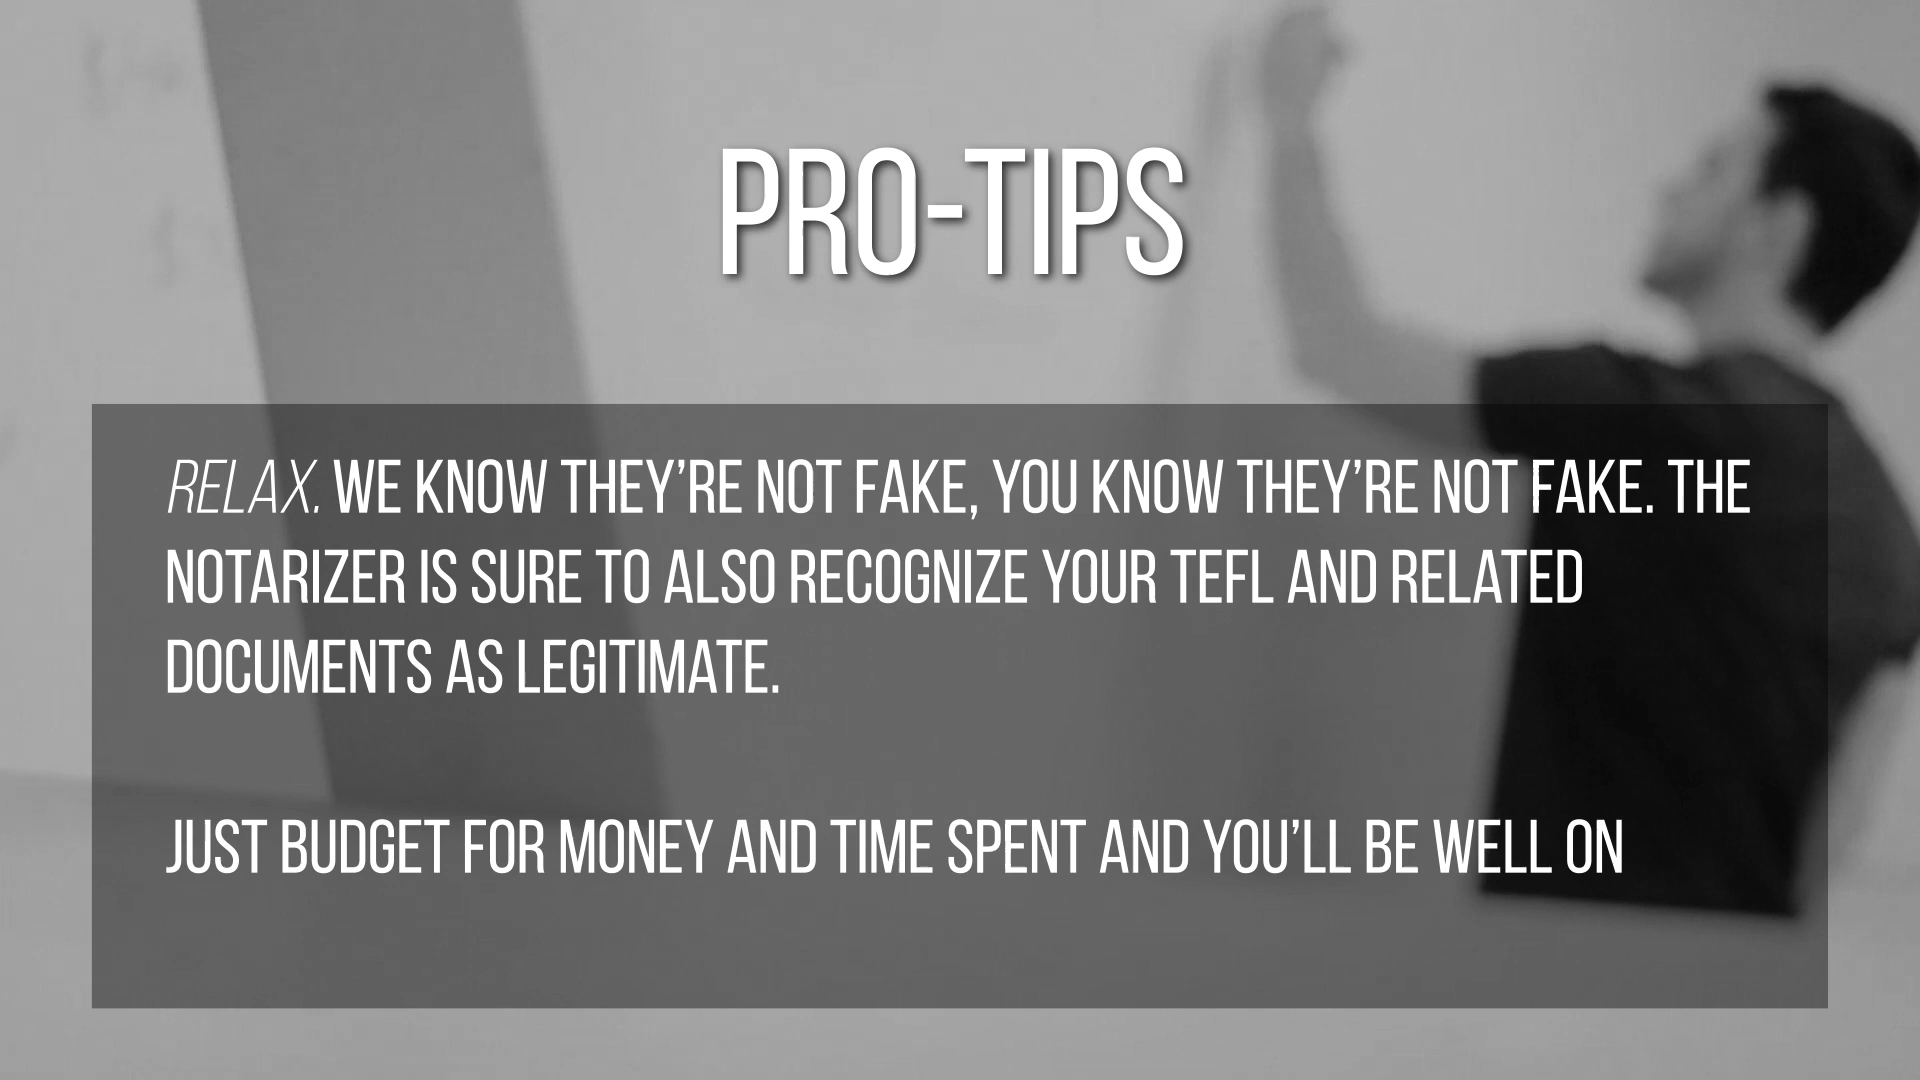 PRO-TIPS
RELAX. WE KNOW THEY’RE NOT FAKE, YOU KNOW THEY’RE NOT FAKE. THE
NOTARIZER IS SURE TO ALSO RECOGNIZE YOUR TEFL AND RELATED
DOCUMENTS AS LEGITIMATE.
JUST BUDGET FOR MONEY AND TIME SPENT AND YOU’LL BE WELL ON